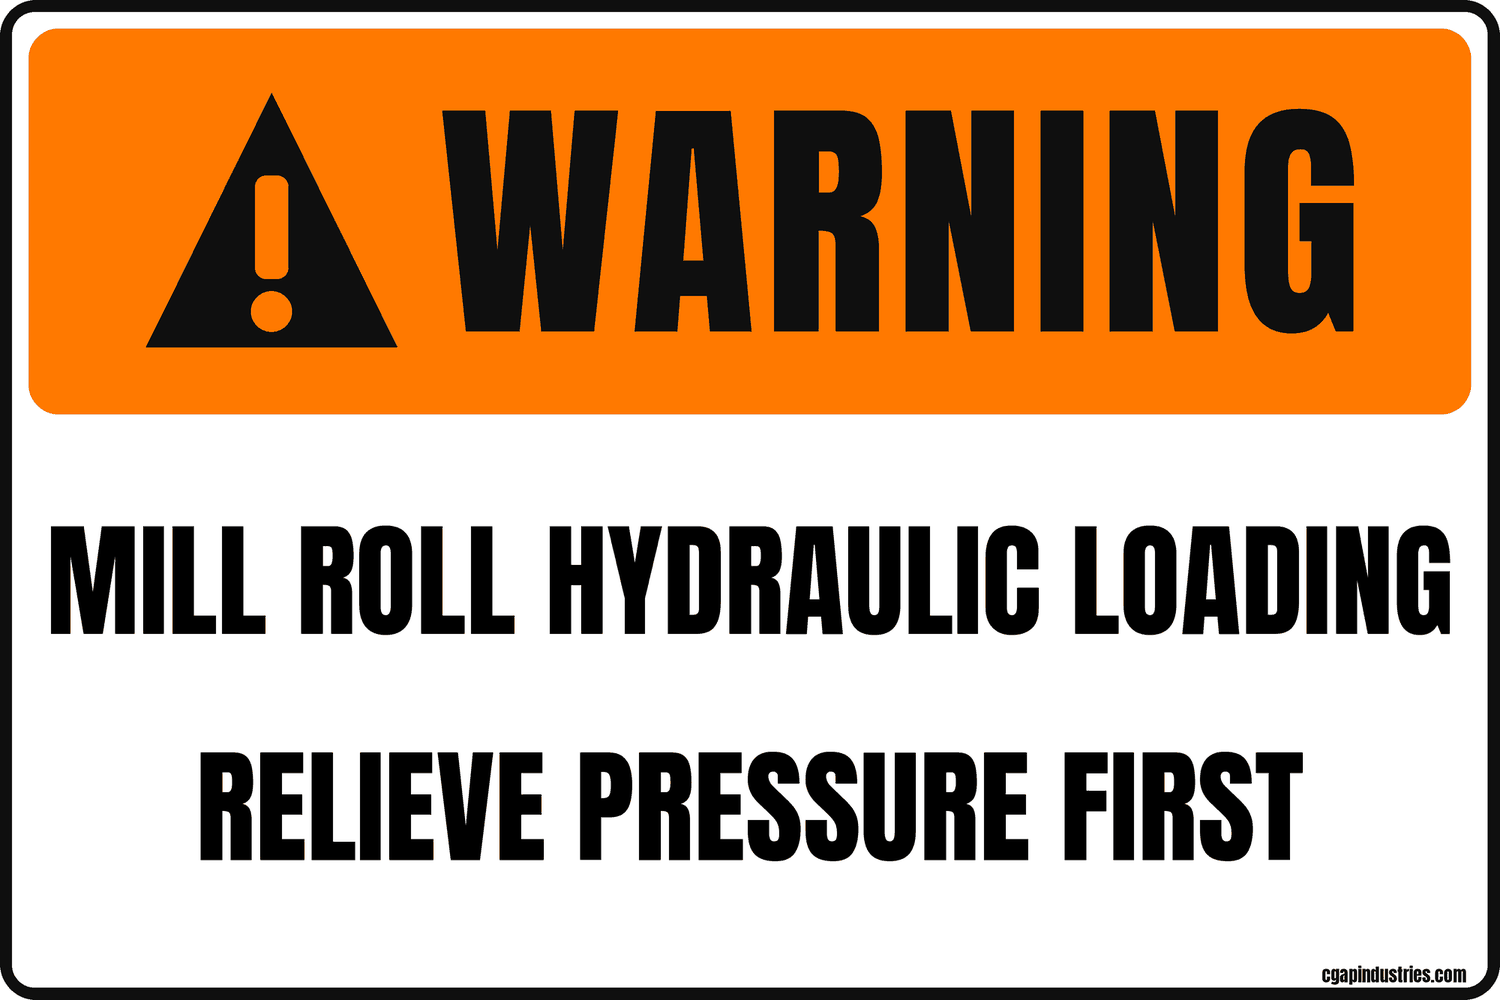 WARNING
MILL ROLL HYDRAULIC LOADING
RELIEVE PRESSURE FIRST
cgapindustries.com